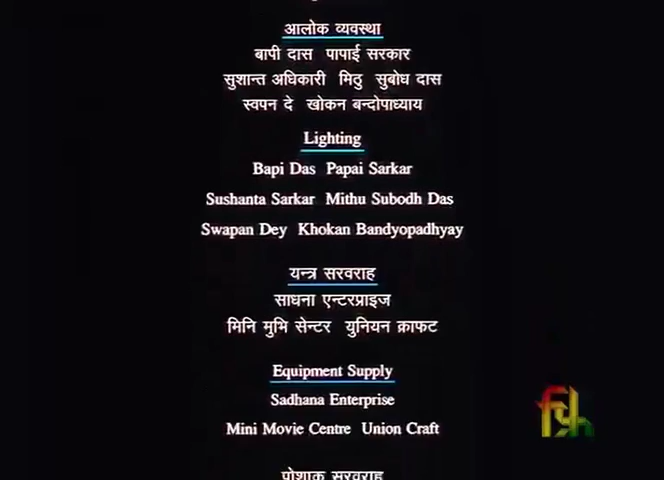 आलोक व्यवस्था
बापी दास पापाई सरकार
सुशान्त अधिकारी मिठु सुबोध दास
स्वपन दे खोकन बन्दोपाध्याय
Lighting
Bapi Das Papai Sarkar
Sushanta Sarkar Mithu Subodh Das
Swapan Dey Khokan Bandyopadhyay
यन्त्र सरवराह
साधना एन्टरप्राइज
मिनि मुभि सेन्टर युनियन क्राफट
Equipment Supply
Sadhana Enterprise
Mini Movie Centre Union Craft
पोशाक सरवराह